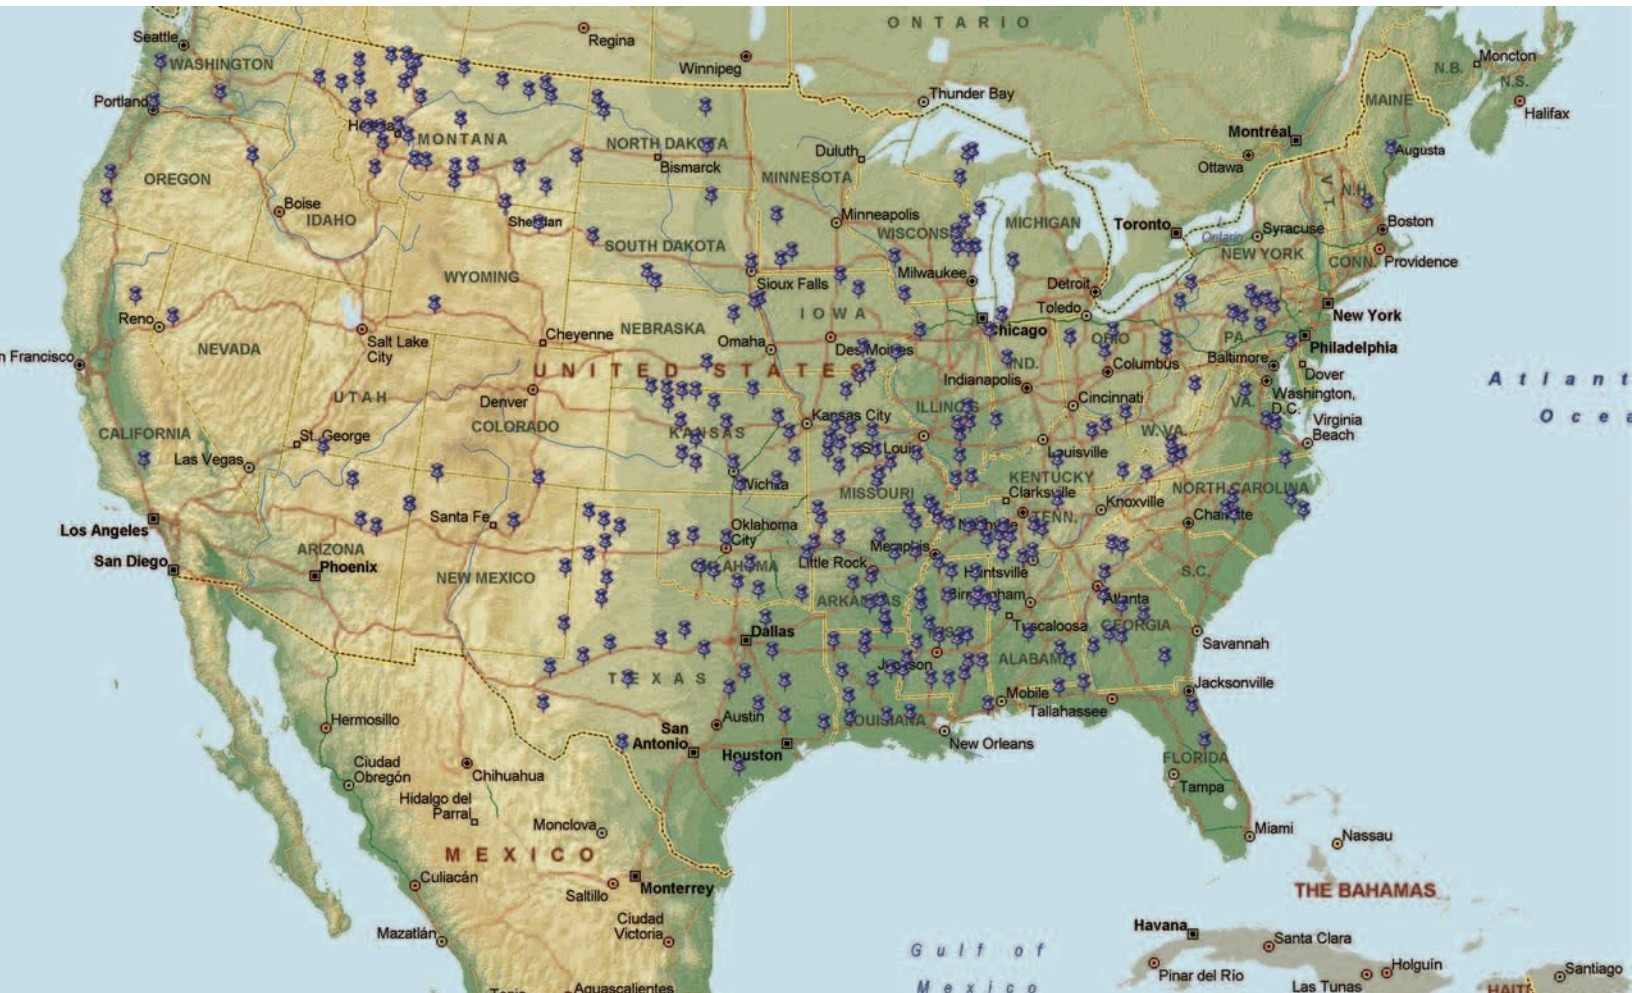 ONTARIO
Seattle
Regina
Moncton
N.B.
WASHINGTON
Winnipeg
N.S.
Thunder Bay
MAINE
Portland
Halifax
Montréal
MONTANA
NORTH DAKOTA
Duluth
Augusta
Bismarck
Ottawa
OREGON
MINNESOTA
V T.
N.H.
Boise
IDAHO
Sheridan
Minneapolis
MICHIGAN
Toronto
Boston
WISCONS
Syracuse
Ontario
SOUTH DAKOTA
NEW YORK
CONN.
Providence
WYOMING
Milwaukee
Sioux Falls
Detroit
Toledo
IOWA
New York
Reno
NEBRASKA
Chicago
Cheyenne
OHIO
PA.
Salt Lake
City
Omaha
Des Moines
Philadelphia
NEVADA
n Francisco
IND.
Columbus
Baltimore
UNITED STATES
Dover
Atlant
Indianapolis
Washington,
D.C.
UTAH
Denver
Cincinnati
VA.
Ocea
ILLINOIS
Kansas City
Virginia
Beach
COLORADO
CALIFORNIA
St. George
KANSAS
W.VA.
St. Louis
Louisville
Las Vegas
KENTUCKY
Wichita
MISSOURI
Clarksville
NORTH CAROLINA
Knoxville
Santa Fe
Nashville
TENN.
Charlotte
Los Angeles
Oklahoma
City
ARIZONA
Memphis
San Diego
Phoenix
Little Rock
OKLAHOMA
Huntsville
S.C.
NEW MEXICO
Birmingham
Atlanta
ARKANSAS
Tuscaloosa
GEORGIA
Dallas
Savannah
Jackson
ALABAMA
TEXAS
Jacksonville
Mobile
Hermosillo
Austin
LOUISIANA
Tallahassee
San
Antonio
Houston
New Orleans
FLORIDA
Ciudad
Obregón
Chihuahua
Tampa
Hidalgo del
Parral
Monclova
Miami
Nassau
MEXICO
Culiacán
Saltillo
Monterrey
THE BAHAMAS
Ciudad
Victoria
Mazatlán
Havana
Santa Clara
Gulf of
Mexico
Pinar del Río
Holguín
Las Tunas
Santiago
Aguascalientes